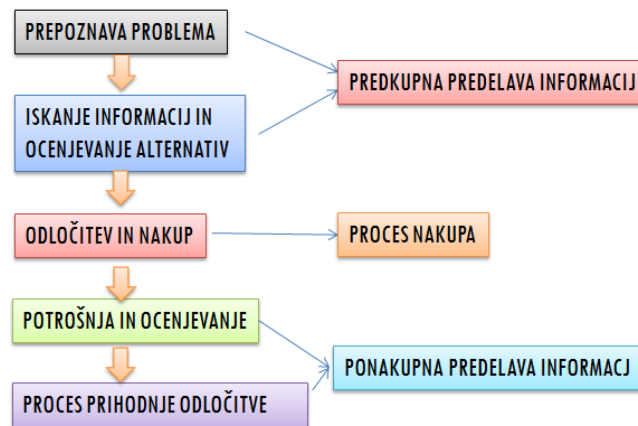 PREPOZNAVA PROBLEMA
PREDKUPNA PREDELAVA INFORMACIJ
ISKANJE INFORMACIJ IN
OCENJEVANJE ALTERNATIV
ODLOČITEV IN NAKUP
PROCES NAKUPA
POTROŠNJA IN OCENJEVANJE
PONAKUPNA PREDELAVA INFORMACJ
PROCES PRIHODNJE ODLOČITVE